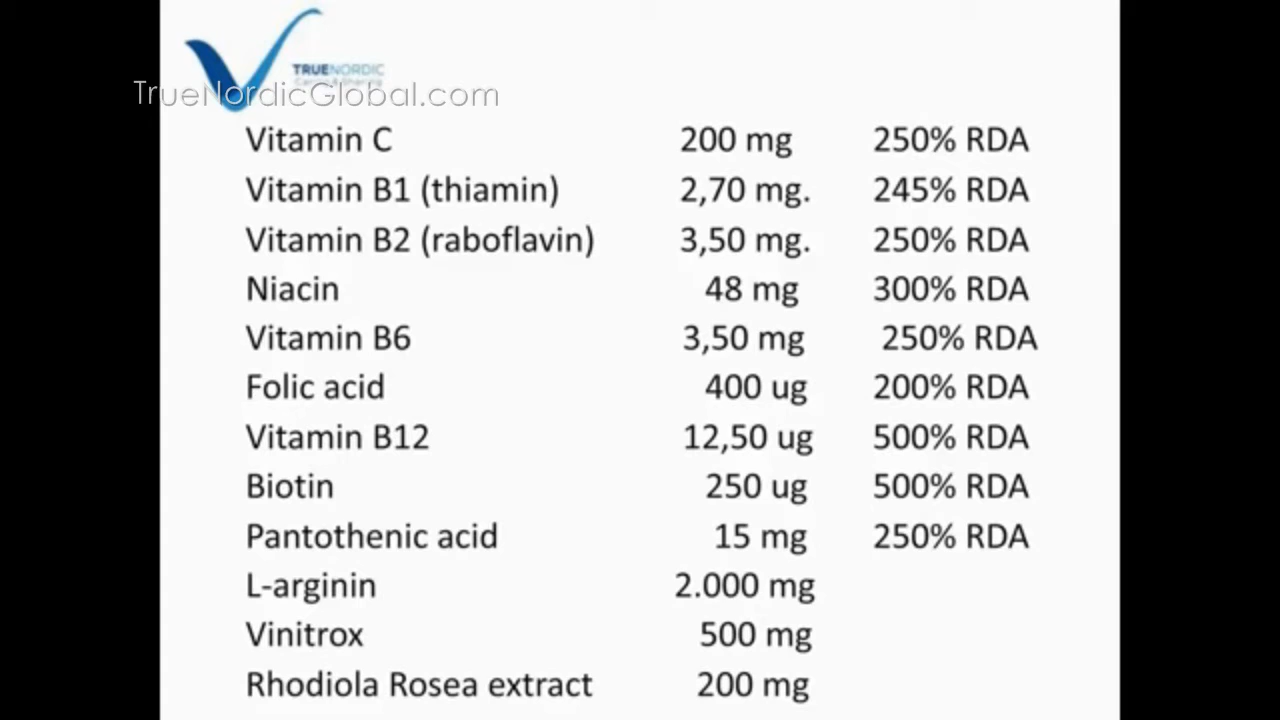 TRUENORDIC
TrueNordicGlobal.com
Vitamin C 200 mg 250% RDA
Vitamin B1 (thiamin) 2,70 mg. 245% RDA
Vitamin B2 (raboflavin) 3,50 mg. 250% RDA
Niacin 48 mg 300% RDA
Vitamin B6 3,50 mg 250% RDA
Folic acid 400 ug 200% RDA
Vitamin B12 12,50 ug 500% RDA
Biotin 250 ug 500% RDA
Pantothenic acid 15 mg 250% RDA
L-arginin 2.000 mg
Vinitrox 500 mg
Rhodiola Rosea extract 200 mg